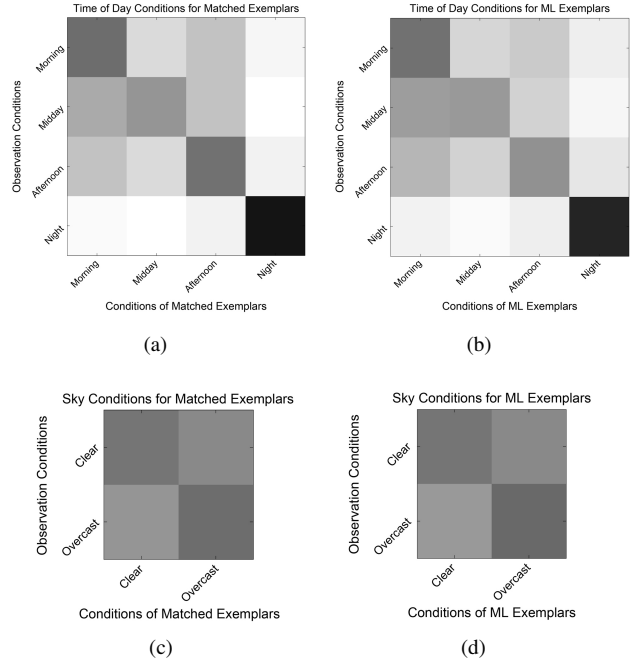 Time of Day Conditions for Matched Exemplars
Observation Conditions
Morning
Midday
Afternoon
Night
Morning
Midday
Afternoon
Night
Conditions of Matched Exemplars
(a)
Time of Day Conditions for ML Exemplars
Observation Conditions
Morning
Midday
Afternoon
Night
Morning
Midday
Afternoon
Night
Conditions of ML Exemplars
(b)
Sky Conditions for Matched Exemplars
Observation Conditions
Clear
Overcast
Clear
Overcast
Conditions of Matched Exemplars
(c)
Sky Conditions for ML Exemplars
Observation Conditions
Clear
Overcast
Clear
Overcast
Conditions of ML Exemplars
(d)